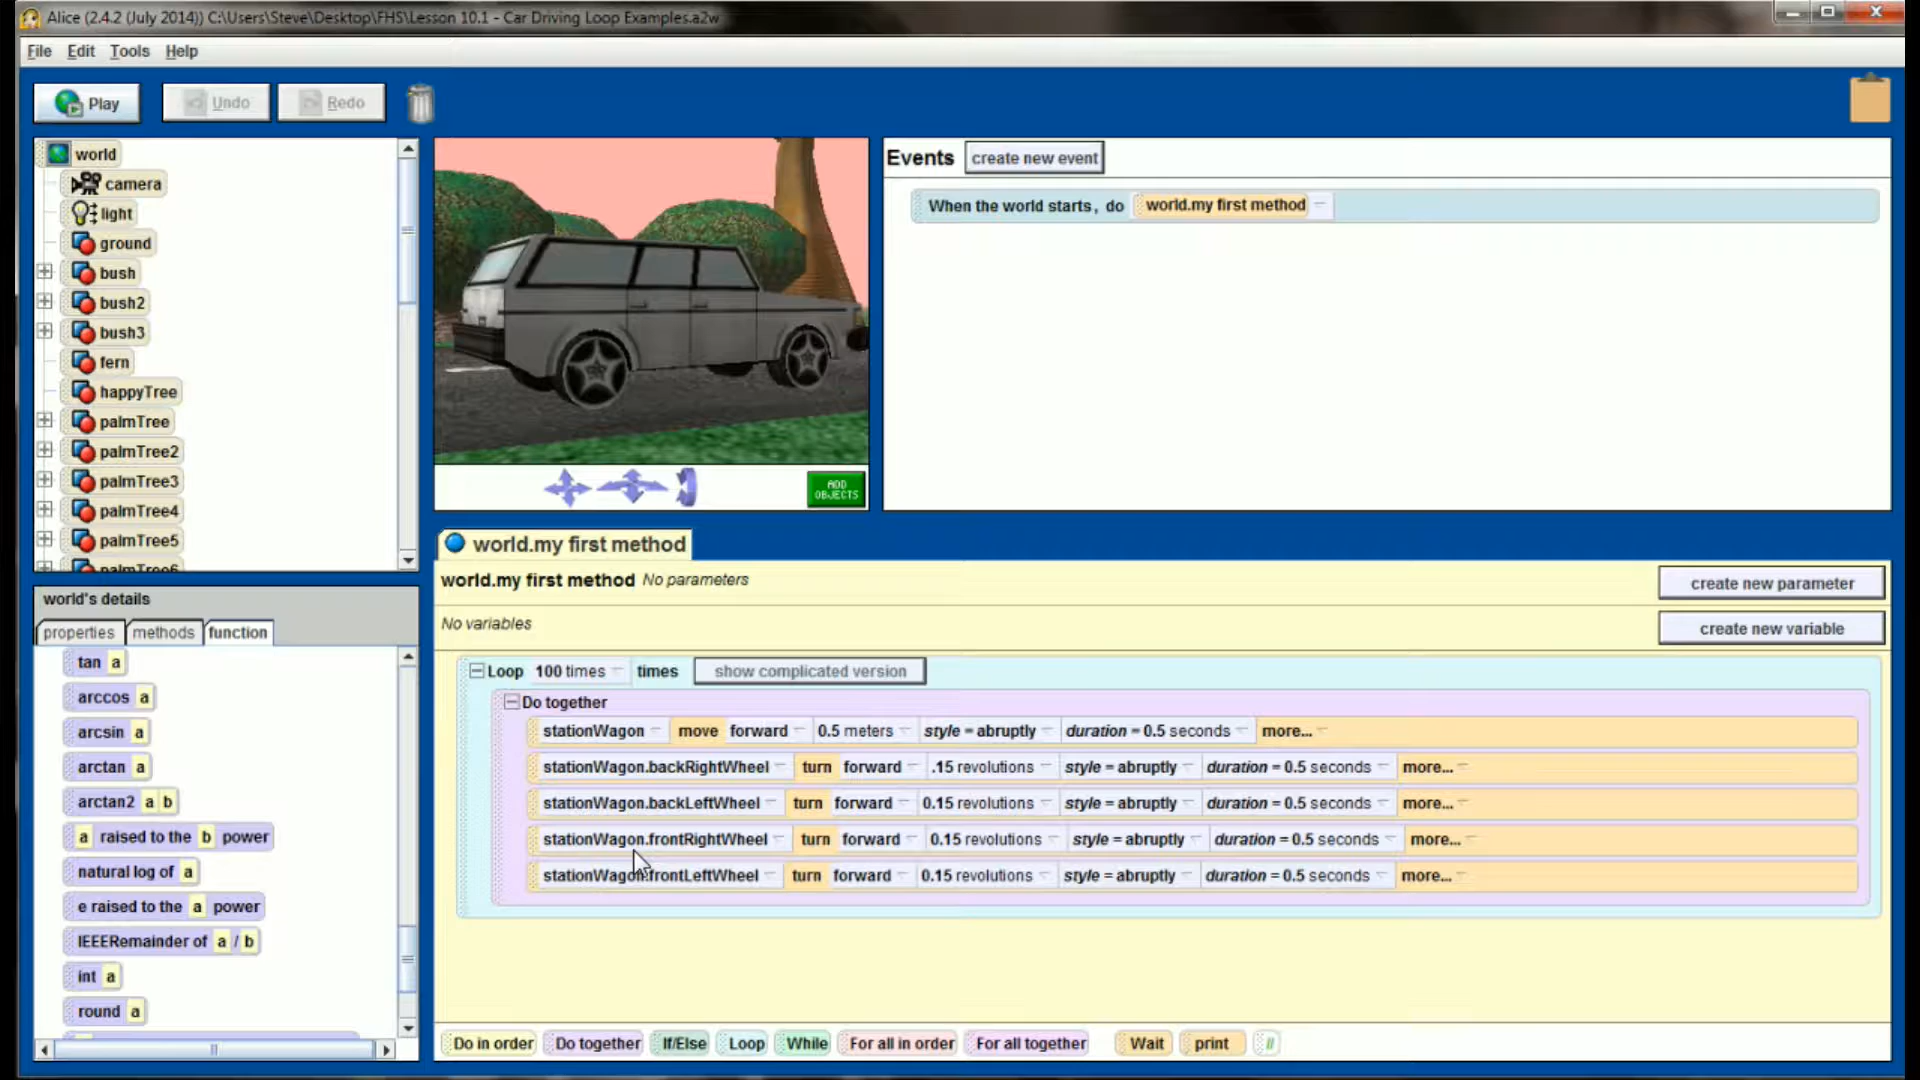 Alice (2.4.2 (July 2014)) C:\Users\Steve\Desktop\FHS\Lesson 10.1 - Car Driving Loop Examples.a2w
File Edit Tools Help
Play Undo Redo
world
camera
light
ground
bush
bush2
bush3
fern
happyTree
palmTree
palmTree2
palmTree3
palmTree4
palmTree5
palmTree6
ADD OBJECTS
Events create new event
When the world starts, do world.my first method
world's details
properties methods function
tan a
arccos a
arcsin a
arctan a
arctan2 a b
a raised to the b power
natural log of a
e raised to the a power
IEEERemainder of a / b
int a
round a
world.my first method
world.my first method No parameters
create new parameter
No variables
create new variable
Loop 100 times times show complicated version
Do together
stationWagon move forward 0.5 meters style = abruptly duration = 0.5 seconds more...
stationWagon.backRightWheel turn forward .15 revolutions style = abruptly duration = 0.5 seconds more...
stationWagon.backLeftWheel turn forward 0.15 revolutions style = abruptly duration = 0.5 seconds more...
stationWagon.frontRightWheel turn forward 0.15 revolutions style = abruptly duration = 0.5 seconds more...
stationWagon.frontLeftWheel turn forward 0.15 revolutions style = abruptly duration = 0.5 seconds more...
Do in order Do together If/Else Loop While For all in order For all together Wait print //